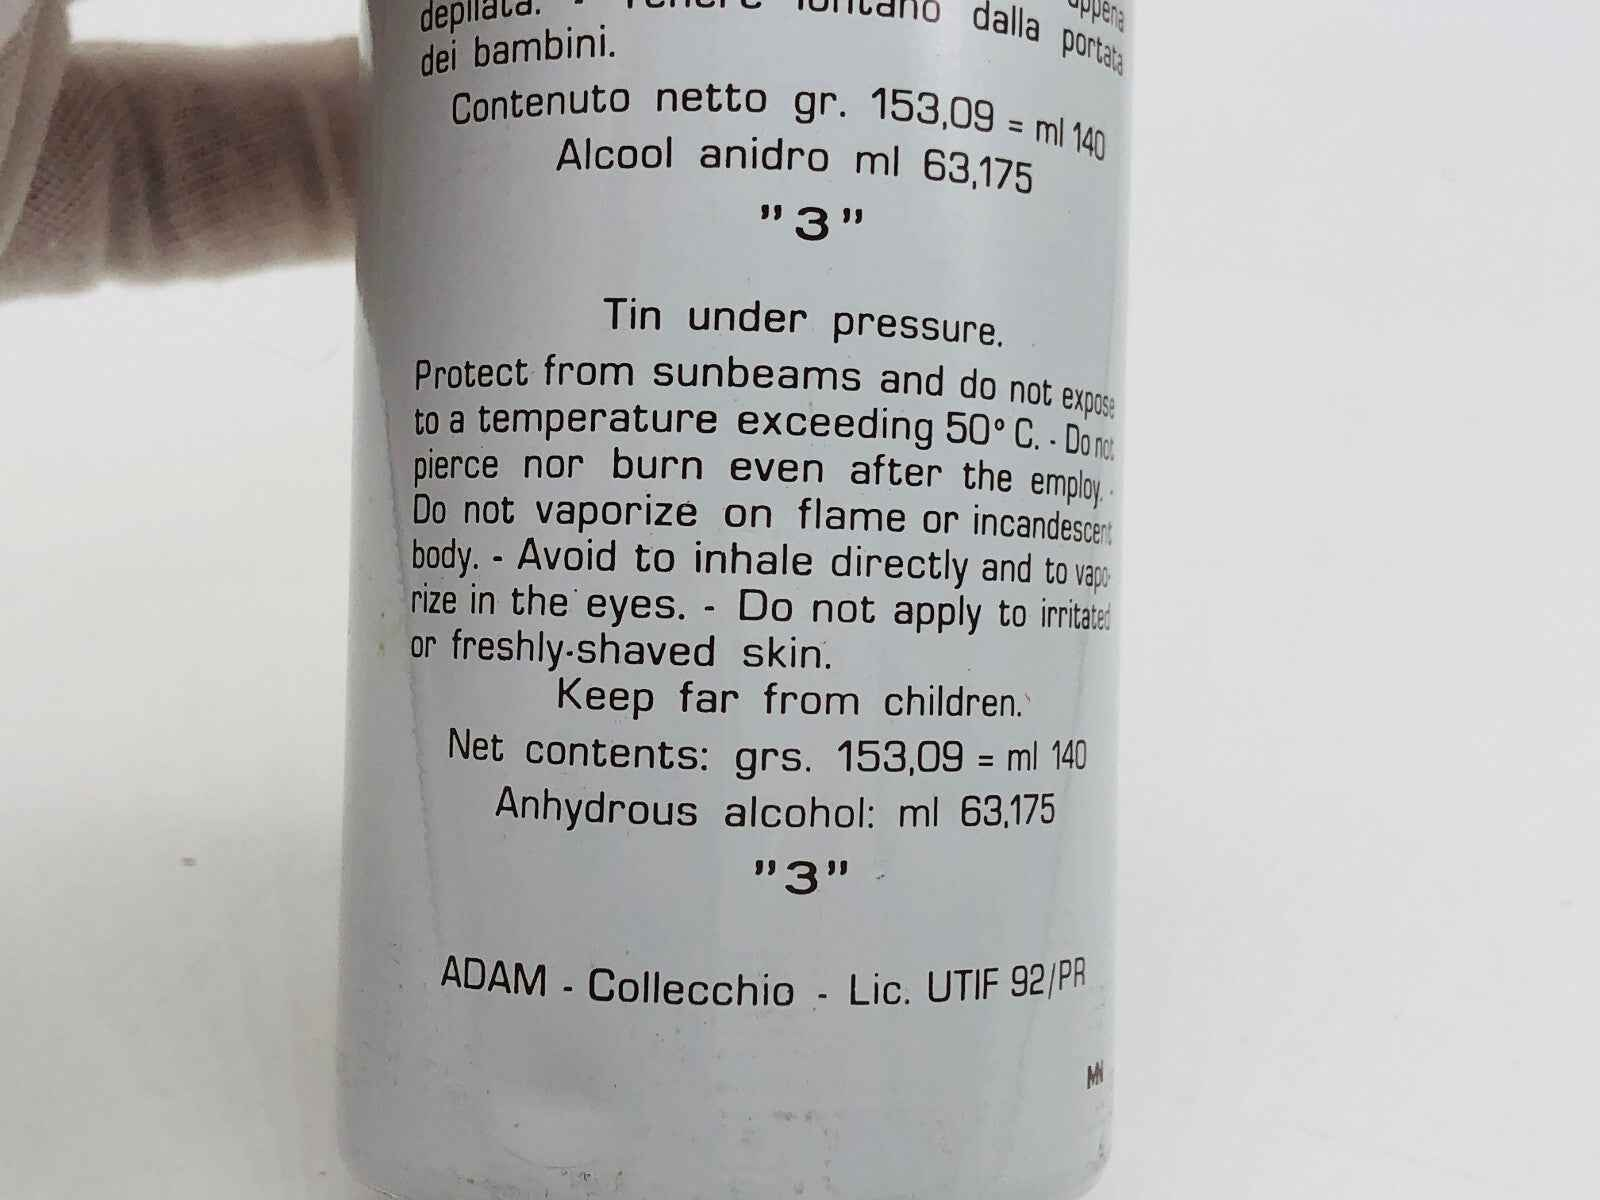 depilata. - Tenere lontano dalla portata
appena
dei bambini.
Contenuto netto gr. 153,09 = ml 140
Alcool anidro ml 63,175
"3"
Tin under pressure.
Protect from sunbeams and do not expose
to a temperature exceeding 50° C. - Do not
pierce nor burn even after the employ. -
Do not vaporize on flame or incandescent
body. - Avoid to inhale directly and to vapo-
rize in the eyes. - Do not apply to irritated
or freshly-shaved skin.
Keep far from children.
Net contents: grs. 153,09 = ml 140
Anhydrous alcohol: ml 63,175
"3"
ADAM - Collecchio - Lic. UTIF 92/PR